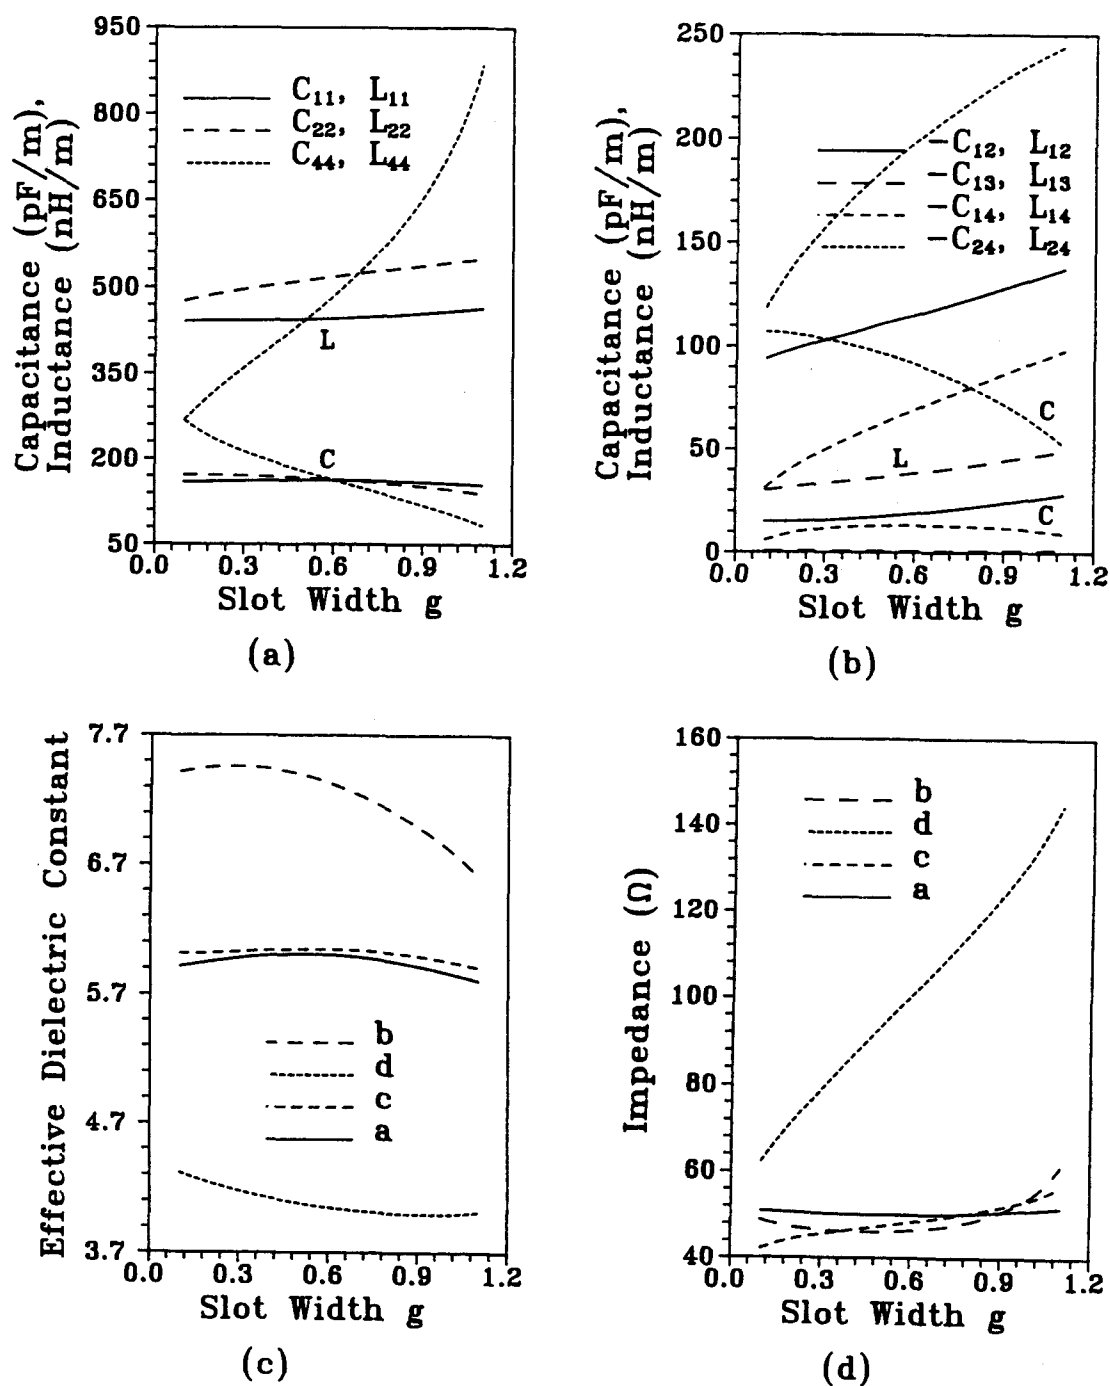 950
800
650
500
350
200
50
Capacitance (pF/m),
Inductance (nH/m)
C11, L11
C22, L22
C44, L44
L
C
0.0 0.3 0.6 0.9 1.2
Slot Width g
(a)
250
200
150
100
50
0
Capacitance (pF/m),
Inductance (nH/m)
-C12, L12
-C13, L13
-C14, L14
-C24, L24
C
L
C
0.0 0.3 0.6 0.9 1.2
Slot Width g
(b)
7.7
6.7
5.7
4.7
3.7
Effective Dielectric Constant
b
d
c
a
0.0 0.3 0.6 0.9 1.2
Slot Width g
(c)
160
140
120
100
80
60
40
Impedance (Ω)
b
d
c
a
0.0 0.3 0.6 0.9 1.2
Slot Width g
(d)